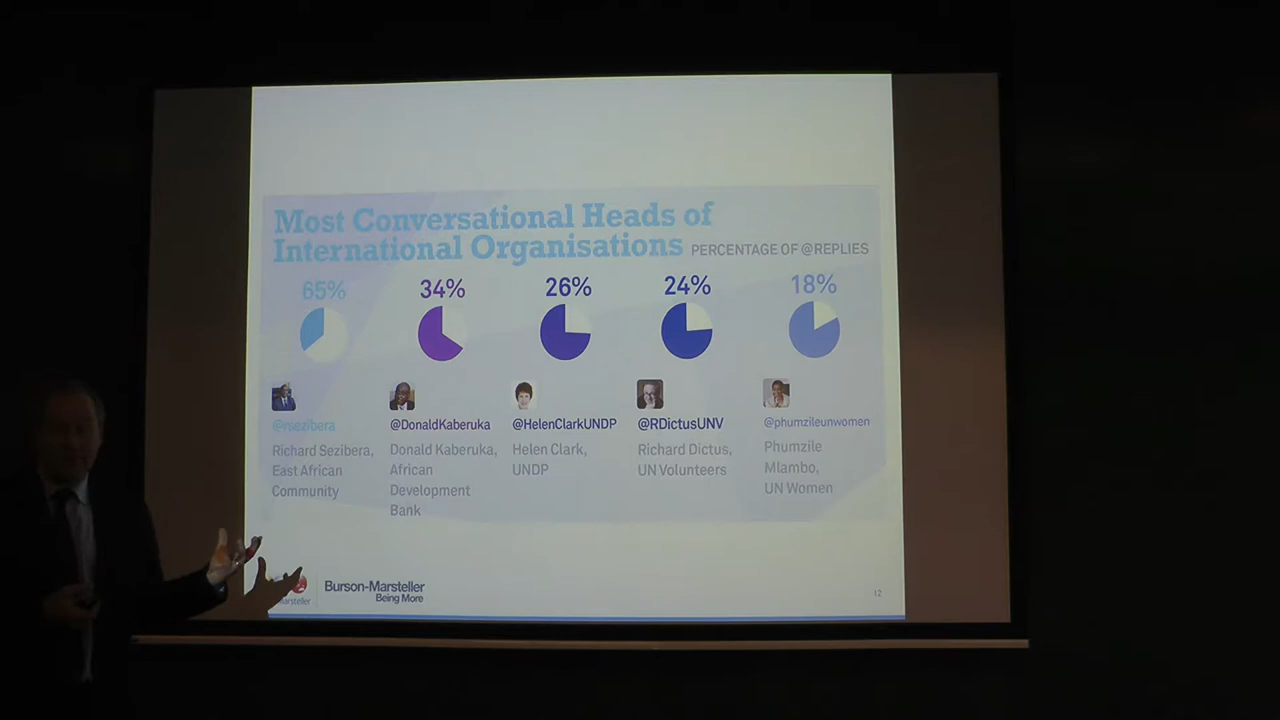 Most Conversational Heads of
International Organisations PERCENTAGE OF @REPLIES
65% 34% 26% 24% 18%
@rsezibera @DonaldKaberuka @HelenClarkUNDP @RDictusUNV @phumzileunwomen
Richard Sezibera,
East African
Community
Donald Kaberuka,
African
Development
Bank
Helen Clark,
UNDP
Richard Dictus,
UN Volunteers
Phumzile
Mlambo,
UN Women
Burson-Marsteller
Being More
12